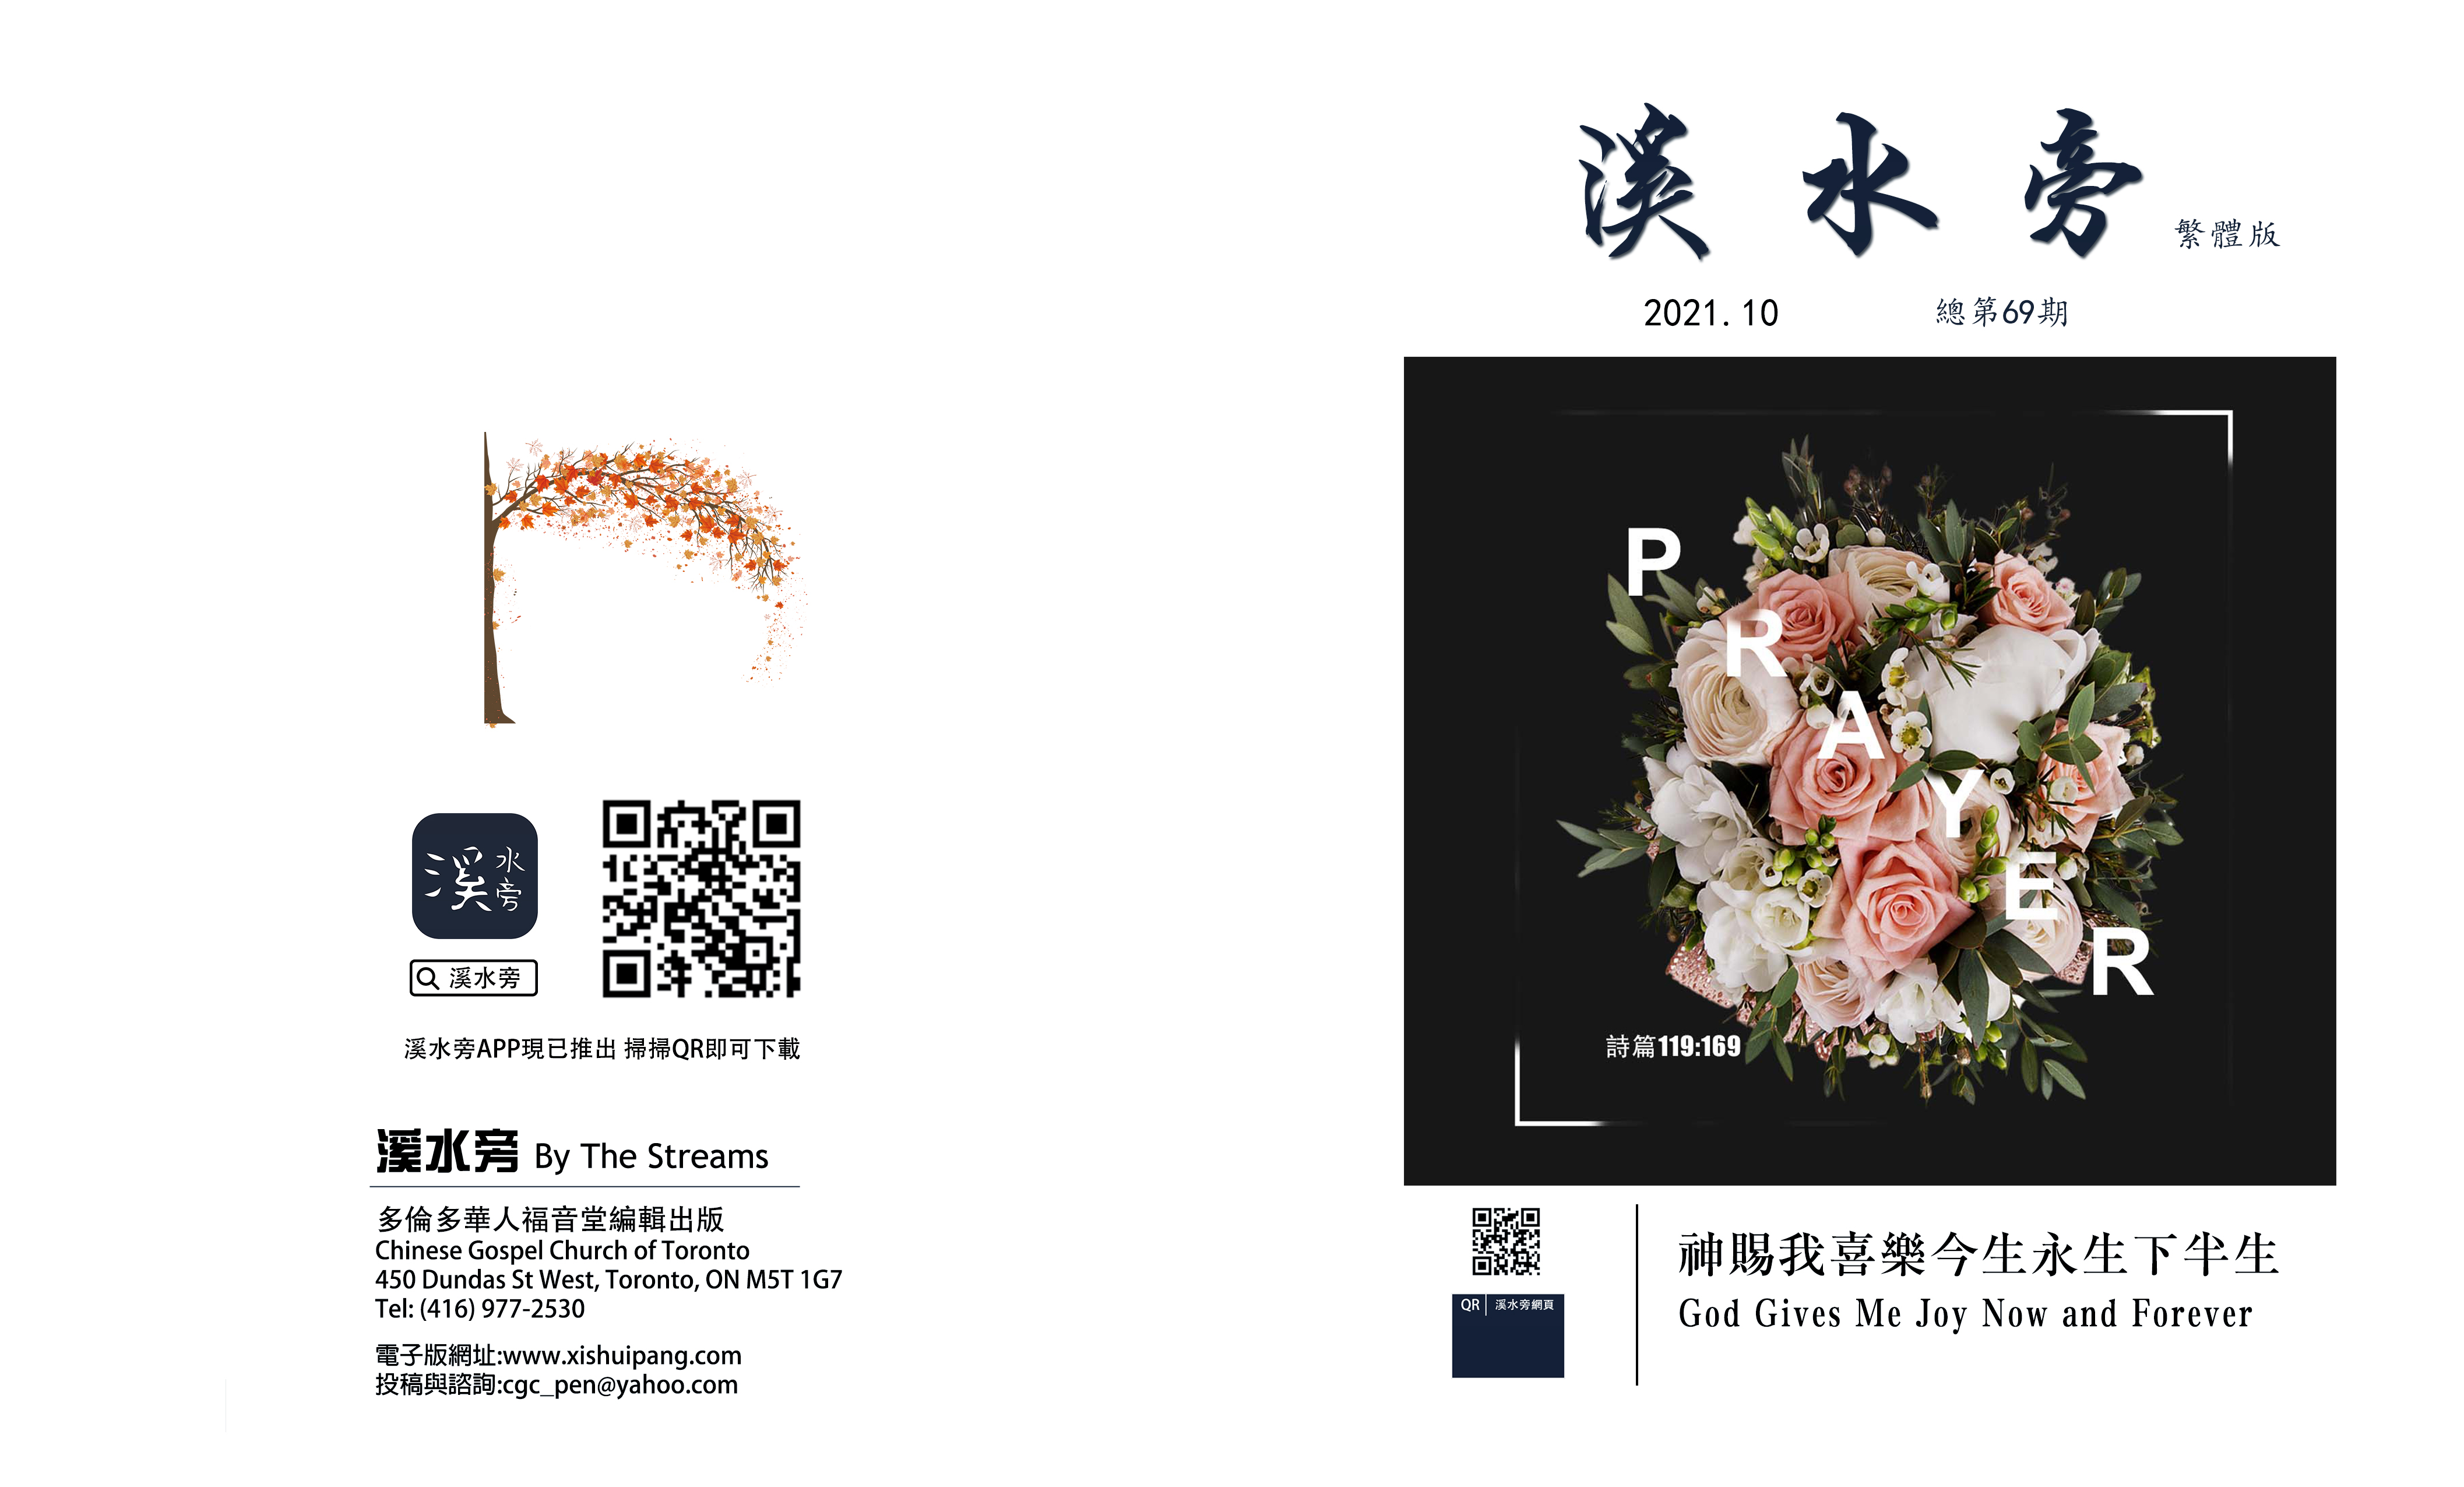 溪水旁
溪水旁
溪水旁APP現已推出 掃掃QR即可下載
溪水旁 By The Streams
多倫多華人福音堂編輯出版
Chinese Gospel Church of Toronto
450 Dundas St West, Toronto, ON M5T 1G7
Tel: (416) 977-2530
電子版網址:www.xishuipang.com
投稿與諮詢:cgc_pen@yahoo.com
溪水旁 繁體版
2021.10 總第69期
PRAYER
詩篇119:169
QR 溪水旁網頁
神賜我喜樂今生永生下半生
God Gives Me Joy Now and Forever